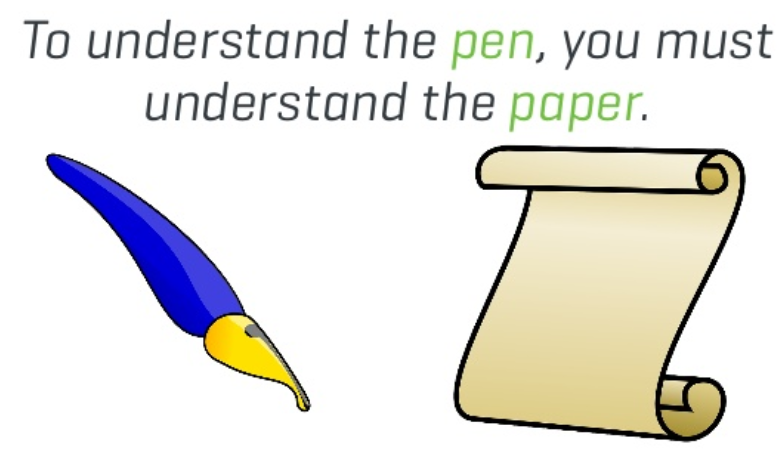 To understand the pen, you must
understand the paper.